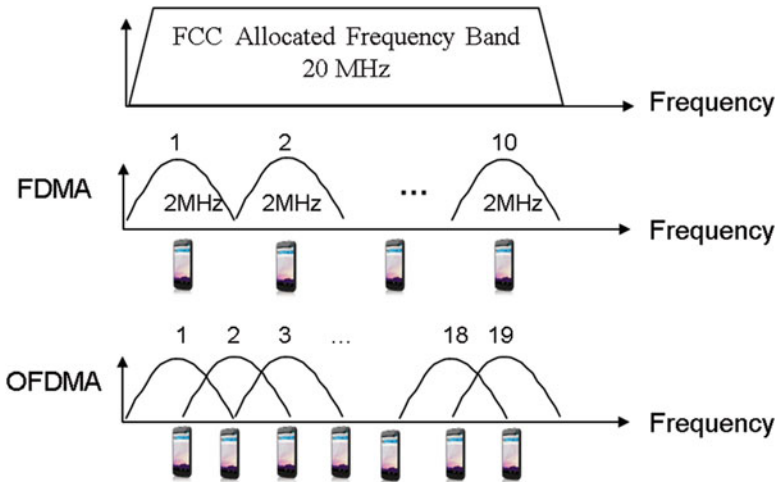 FCC Allocated Frequency Band
20 MHz
Frequency
1 2 10
FDMA
2MHz 2MHz ... 2MHz
Frequency
1 2 3 ... 18 19
OFDMA
Frequency